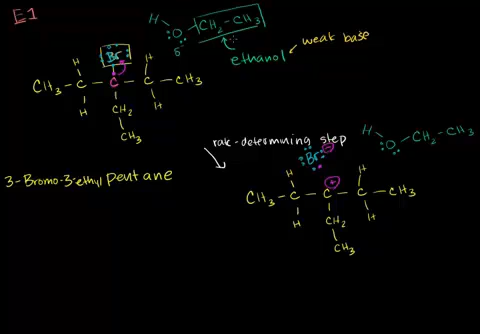 E1
H
O
CH2-CH3
δ-
ethanol
weak base
Br
H
H
CH3-C-C-C-CH3
H
H
CH2
CH3
rate-determining step
3-Bromo-3-ethyl pentane
Br
-
H
O-CH2-CH3
H
+
H
CH3-C-C-C-CH3
H
H
CH2
CH3